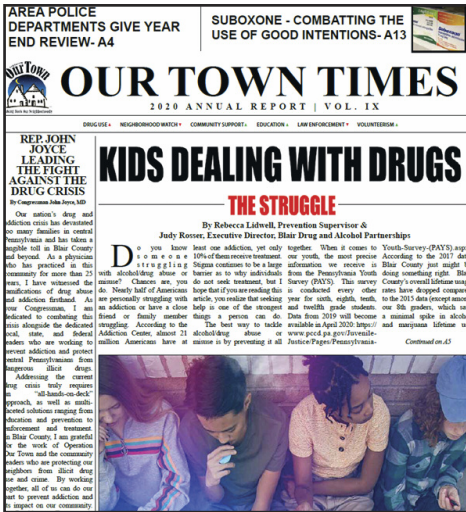 AREA POLICE
DEPARTMENTS GIVE YEAR
END REVIEW- A4
SUBOXONE - COMBATTING THE
USE OF GOOD INTENTIONS- A13
Our Town
OUR TOWN TIMES
2020 ANNUAL REPORT | VOL. IX
DRUG USE NEIGHBORHOOD WATCH COMMUNITY SUPPORT EDUCATION LAW ENFORCEMENT VOLUNTEERISM
REP. JOHN
JOYCE
LEADING
THE FIGHT
AGAINST THE
DRUG CRISIS
By Congressman John Joyce, MD
Our nation's drug and
addiction crisis has devastated
too many families in central
Pennsylvania and has taken a
tangible toll in Blair County
and beyond. As a physician
who has practiced in this
community for more than 25
years, I have witnessed the
ramifications of drug abuse
and addiction firsthand. As
your Congressman, I am
dedicated to combatting this
crisis alongside the dedicated
local, state, and federal
leaders who are working to
prevent addiction and protect
central Pennsylvanians from
dangerous illicit drugs.
Addressing the current
drug crisis truly requires
an "all-hands-on-deck"
approach, as well as multi-
faceted solutions ranging from
education and prevention to
enforcement and treatment.
In Blair County, I am grateful
for the work of Operation
Our Town and the community
leaders who are protecting our
neighbors from illicit drug
use and crime. By working
together, all of us can do our
part to prevent addiction and
its impact on our community.
KIDS DEALING WITH DRUGS
THE STRUGGLE
By Rebecca Lidwell, Prevention Supervisor &
Judy Rosser, Executive Director, Blair Drug and Alcohol Partnerships
Do you know
someone
struggling
with alcohol/drug abuse or
misuse? Chances are, you
do. Nearly half of Americans
are personally struggling with
an addiction or have a close
friend or family member
struggling. According to the
Addiction Center, almost 21
million Americans have at
least one addiction, yet only
10% of them receive treatment.
Stigma continues to be a large
barrier as to why individuals
do not seek treatment, but I
hope that if you are reading this
article, you realize that seeking
help is one of the strongest
things a person can do.
The best way to tackle
alcohol/drug abuse or
misuse is by preventing it all
together. When it comes to
our youth, the most precise
information we receive is
from the Pennsylvania Youth
Survey (PAYS). This survey
is conducted every other
year for sixth, eighth, tenth,
and twelfth grade students.
Data from 2019 will become
available in April 2020: https://
www.pccd.pa.gov/Juvenile-
Justice/Pages/Pennsylvania-
Youth-Survey-(PAYS).asp
According to the 2017 dat
Blair County just might b
doing something right. Bla
County's overall lifetime usag
rates have dropped compare
to the 2015 data (except amon
our 8th graders, which sa
a minimal spike in alcoh
and marijuana lifetime u
Continued on A5